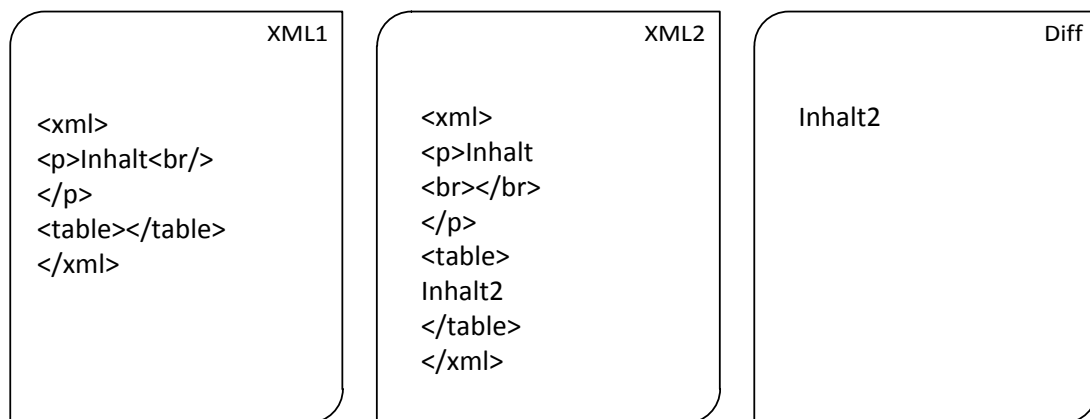 XML1
<xml>
<p>Inhalt<br/>
</p>
<table></table>
</xml>
XML2
<xml>
<p>Inhalt
<br></br>
</p>
<table>
Inhalt2
</table>
</xml>
Diff
Inhalt2